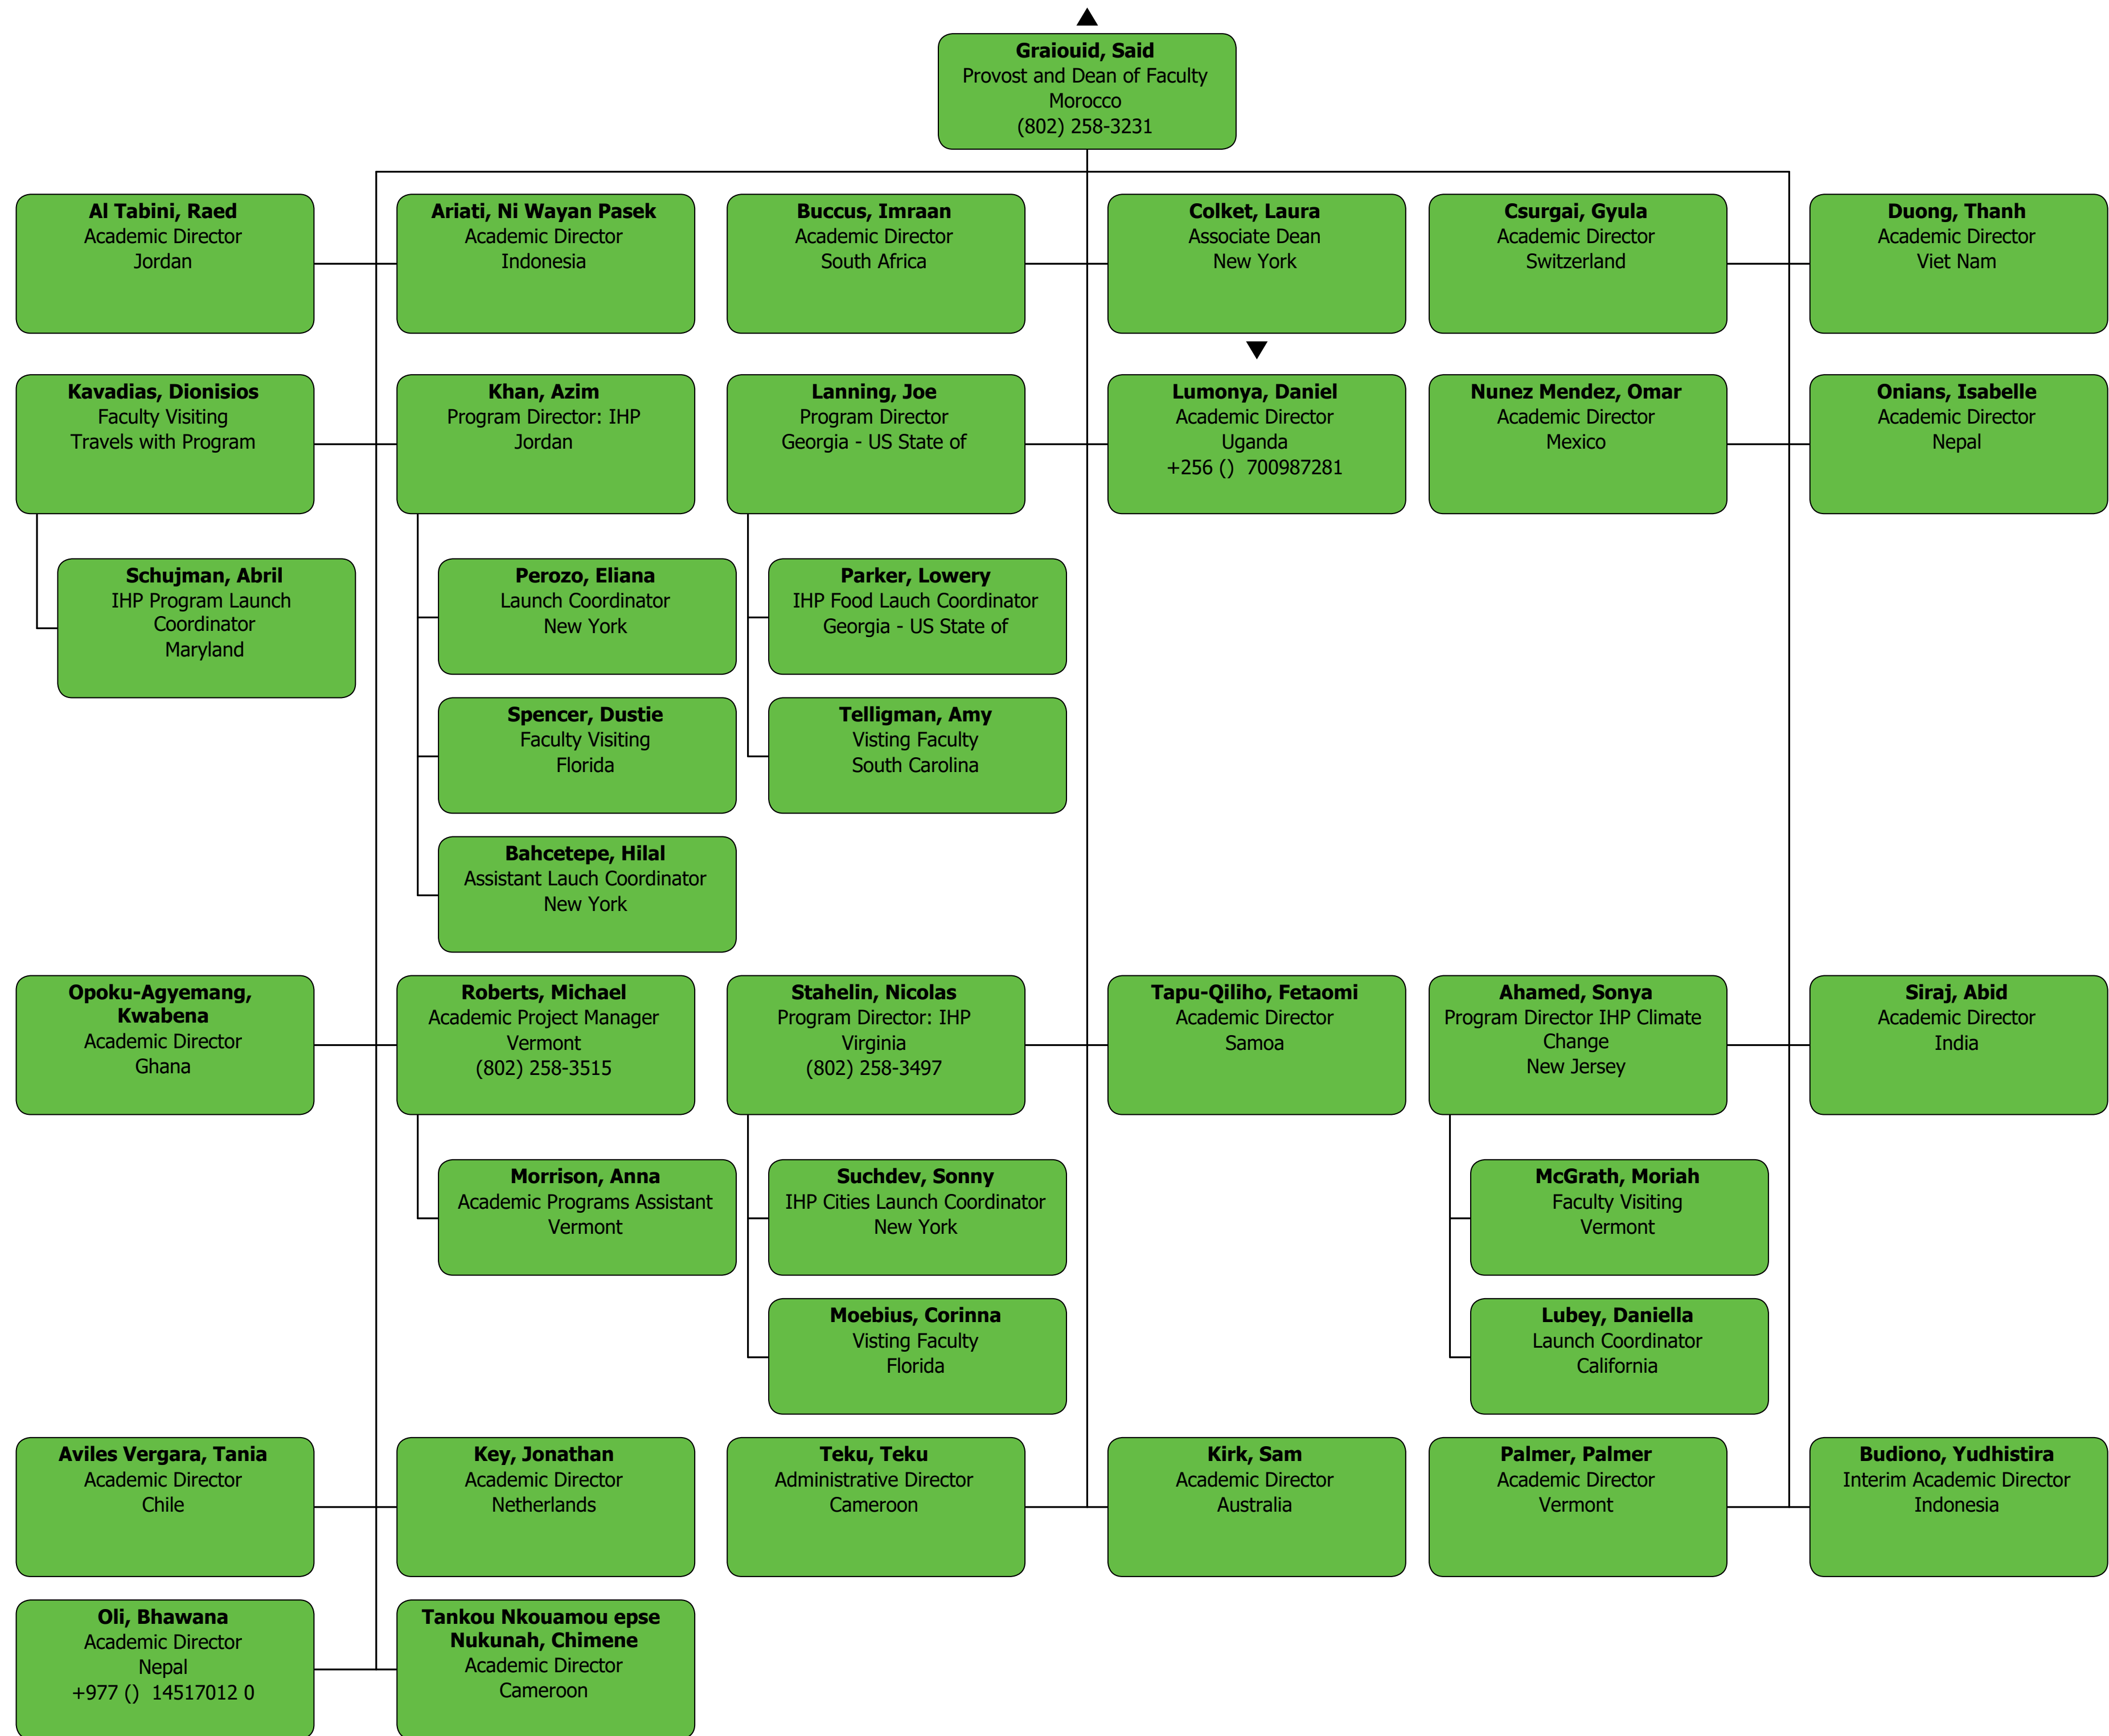 Graiouid, Said
Provost and Dean of Faculty
Morocco
(802) 258-3231
Al Tabini, Raed
Academic Director
Jordan
Ariati, Ni Wayan Pasek
Academic Director
Indonesia
Buccus, Imraan
Academic Director
South Africa
Colket, Laura
Associate Dean
New York
Csurgai, Gyula
Academic Director
Switzerland
Duong, Thanh
Academic Director
Viet Nam
Kavadias, Dionisios
Faculty Visiting
Travels with Program
Khan, Azim
Program Director: IHP
Jordan
Lanning, Joe
Program Director
Georgia - US State of
Lumonya, Daniel
Academic Director
Uganda
+256 ()  700987281
Nunez Mendez, Omar
Academic Director
Mexico
Onians, Isabelle
Academic Director
Nepal
Schujman, Abril
IHP Program Launch
Coordinator
Maryland
Perozo, Eliana
Launch Coordinator
New York
Parker, Lowery
IHP Food Lauch Coordinator
Georgia - US State of
Spencer, Dustie
Faculty Visiting
Florida
Telligman, Amy
Visting Faculty
South Carolina
Bahcetepe, Hilal
Assistant Lauch Coordinator
New York
Opoku-Agyemang,
Kwabena
Academic Director
Ghana
Roberts, Michael
Academic Project Manager
Vermont
(802) 258-3515
Stahelin, Nicolas
Program Director: IHP
Virginia
(802) 258-3497
Tapu-Qiliho, Fetaomi
Academic Director
Samoa
Ahamed, Sonya
Program Director IHP Climate
Change
New Jersey
Siraj, Abid
Academic Director
India
Morrison, Anna
Academic Programs Assistant
Vermont
Suchdev, Sonny
IHP Cities Launch Coordinator
New York
McGrath, Moriah
Faculty Visiting
Vermont
Moebius, Corinna
Visting Faculty
Florida
Lubey, Daniella
Launch Coordinator
California
Aviles Vergara, Tania
Academic Director
Chile
Key, Jonathan
Academic Director
Netherlands
Teku, Teku
Administrative Director
Cameroon
Kirk, Sam
Academic Director
Australia
Palmer, Palmer
Academic Director
Vermont
Budiono, Yudhistira
Interim Academic Director
Indonesia
Oli, Bhawana
Academic Director
Nepal
+977 ()  14517012 0
Tankou Nkouamou epse
Nukunah, Chimene
Academic Director
Cameroon